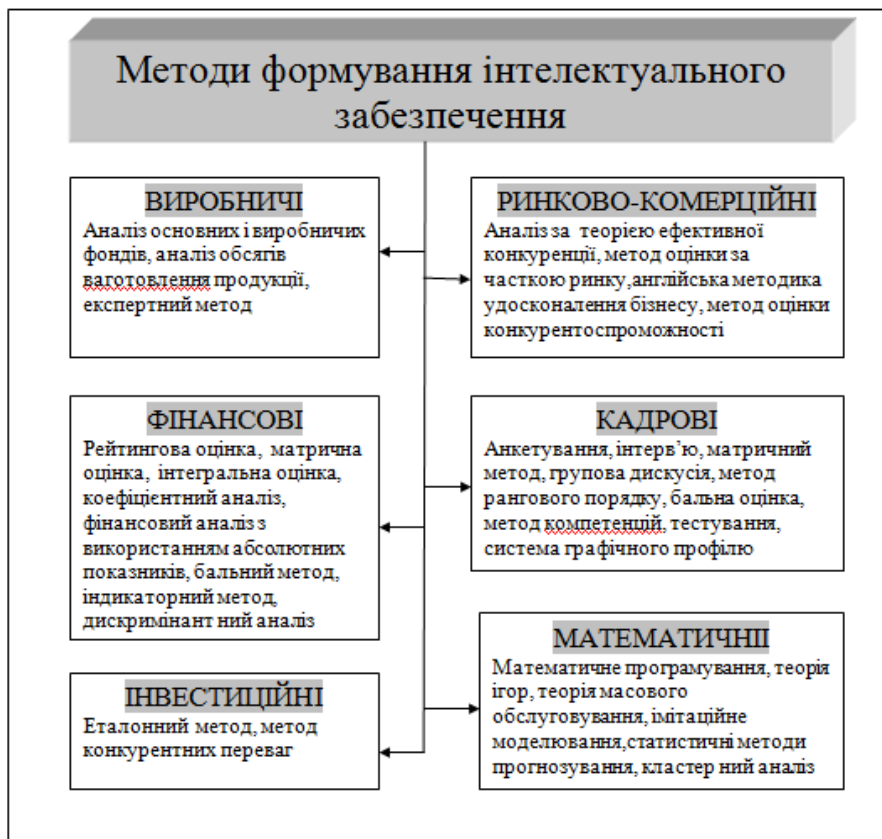 Методи формування інтелектуального
забезпечення
ВИРОБНИЧІ
Аналіз основних і виробничих
фондів, аналіз обсягів
ваготовлення продукції,
експертний метод
РИНКОВО-КОМЕРЦІЙНІ
Аналіз за теорією ефективної
конкуренції, метод оцінки за
часткою ринку,англійська методика
удосконалення бізнесу, метод оцінки
конкурентоспроможності
ФІНАНСОВІ
Рейтингова оцінка, матрична
оцінка, інтегральна оцінка,
коефіцієнтний аналіз,
фінансовий аналіз з
використанням абсолютних
показників, бальний метод,
індикаторний метод,
дискримінант ний аналіз
КАДРОВІ
Анкетування, інтерв’ю, матричний
метод, групова дискусія, метод
рангового порядку, бальна оцінка,
метод компетенцій, тестування,
система графічного профілю
ІНВЕСТИЦІЙНІ
Еталонний метод, метод
конкурентних переваг
МАТЕМАТИЧНІІ
Математичне програмування, теорія
ігор, теорія масового
обслуговування, імітаційне
моделювання,статистичні методи
прогнозування, кластер ний аналіз